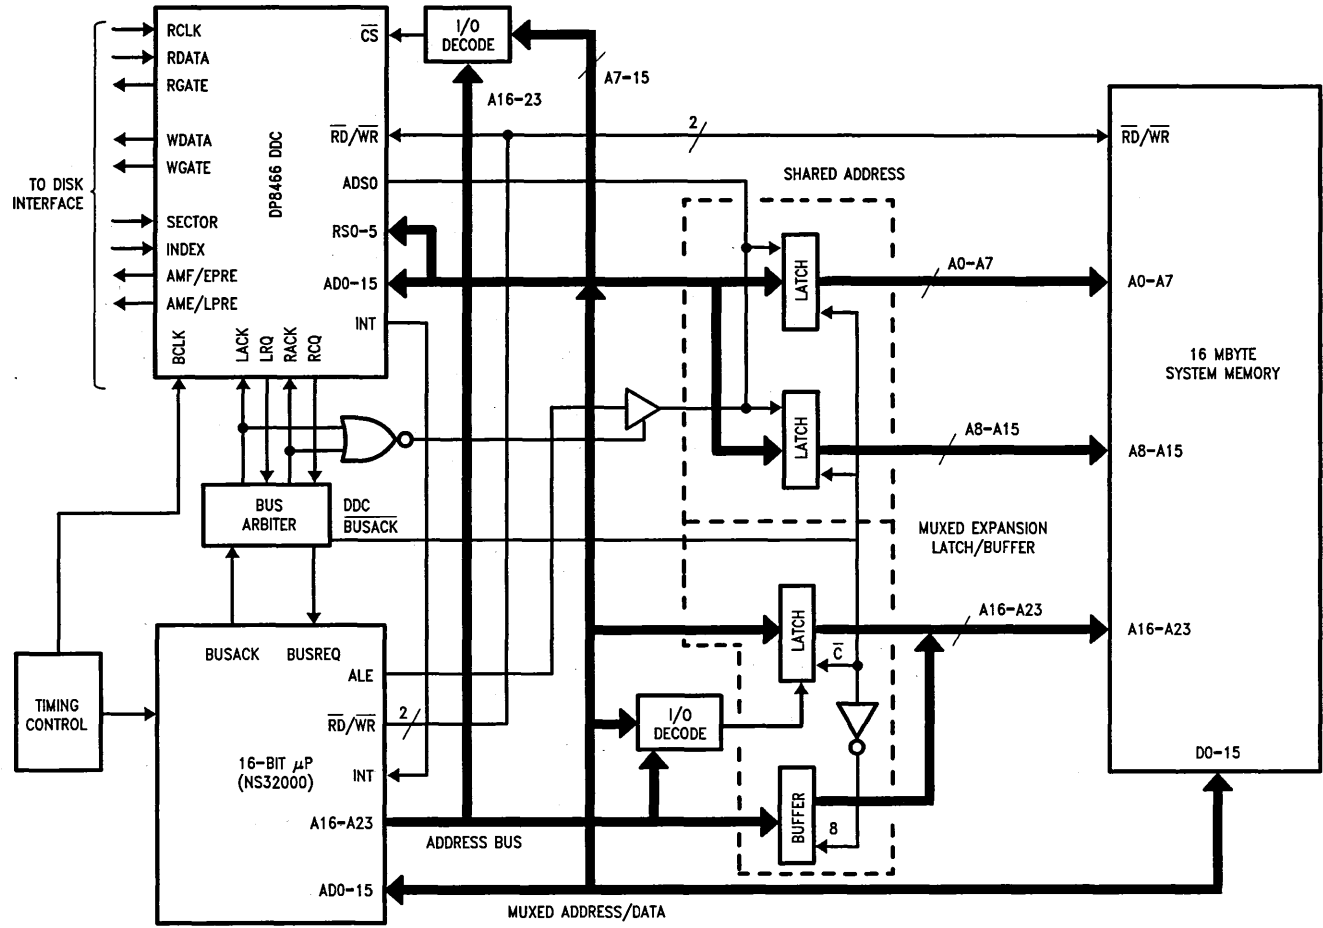 RCLK
RDATA
RGATE
WDATA
WGATE
TO DISK
INTERFACE
SECTOR
INDEX
AMF/EPRE
AME/LPRE
BCLK
LACK
LRQ
RACK
RCQ
DP8466 DDC
CS
RD/WR
ADS0
RS0-5
AD0-15
INT
I/O
DECODE
A7-15
A16-23
2
SHARED ADDRESS
LATCH
A0-A7
LATCH
A8-A15
RD/WR
A0-A7
16 MBYTE
SYSTEM MEMORY
A8-A15
A16-A23
D0-15
BUS
ARBITER
DDC
BUSACK
MUXED EXPANSION
LATCH/BUFFER
LATCH
C
A16-A23
I/O
DECODE
BUFFER
8
TIMING
CONTROL
BUSACK
BUSREQ
ALE
RD/WR
2
16-BIT μP
(NS32000)
INT
A16-A23
ADDRESS BUS
AD0-15
MUXED ADDRESS/DATA